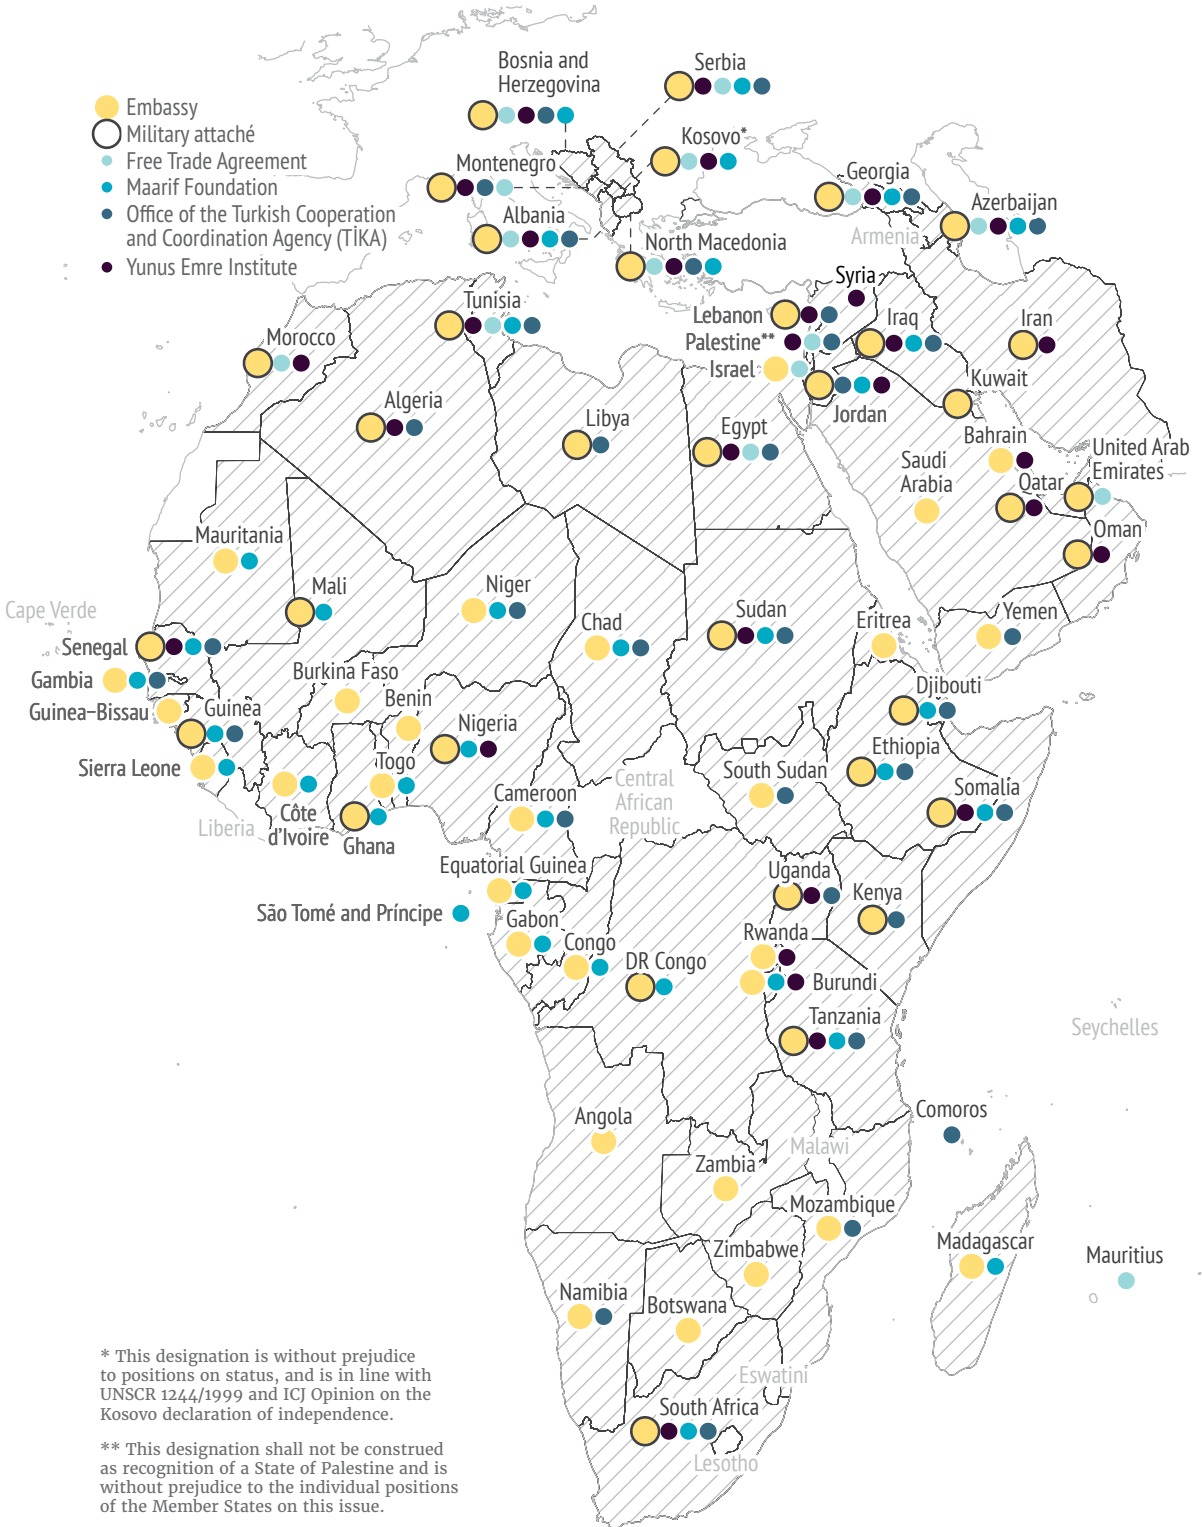 Bosnia and
Herzegovina
Serbia
Embassy
Military attaché
Free Trade Agreement
Maarif Foundation
Office of the Turkish Cooperation
and Coordination Agency (TİKA)
Yunus Emre Institute
Kosovo*
Montenegro
Georgia
Albania
Azerbaijan
Armenia
North Macedonia
Syria
Tunisia
Lebanon
Iraq
Iran
Morocco
Palestine**
Israel
Kuwait
Jordan
Algeria
Libya
Egypt
Bahrain
United Arab
Emirates
Saudi
Arabia
Qatar
Oman
Mauritania
Mali
Niger
Chad
Sudan
Eritrea
Yemen
Cape Verde
Senegal
Gambia
Burkina Faso
Benin
Djibouti
Guinea–Bissau
Guinea
Nigeria
Ethiopia
Sierra Leone
Togo
South Sudan
Central
African
Republic
Somalia
Cameroon
Liberia
Côte
d'Ivoire
Ghana
Equatorial Guinea
Uganda
Kenya
São Tomé and Príncipe
Gabon
Congo
DR Congo
Rwanda
Burundi
Tanzania
Seychelles
Comoros
Angola
Malawi
Zambia
Mozambique
Zimbabwe
Madagascar
Mauritius
Namibia
Botswana
Eswatini
South Africa
Lesotho
* This designation is without prejudice
to positions on status, and is in line with
UNSCR 1244/1999 and ICJ Opinion on the
Kosovo declaration of independence.
** This designation shall not be construed
as recognition of a State of Palestine and is
without prejudice to the individual positions
of the Member States on this issue.